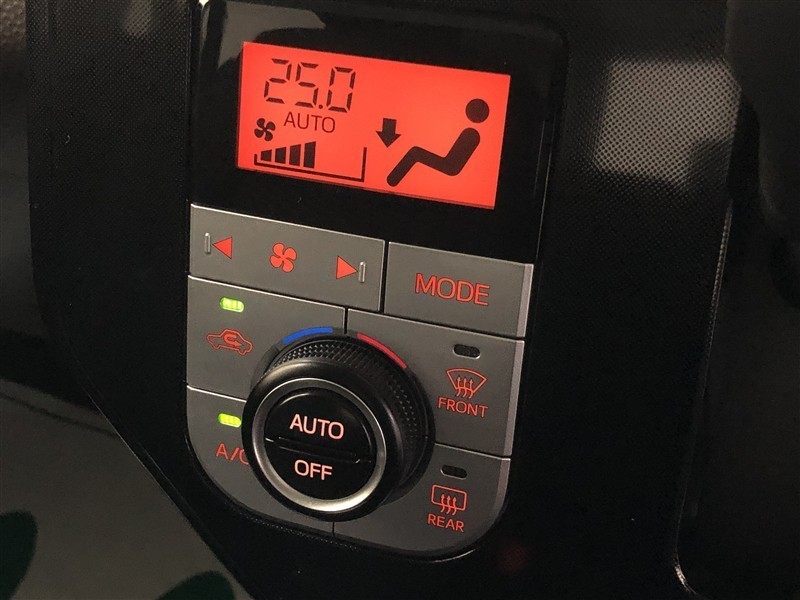 25.0
AUTO
MODE
FRONT
AUTO
OFF
A/C
REAR